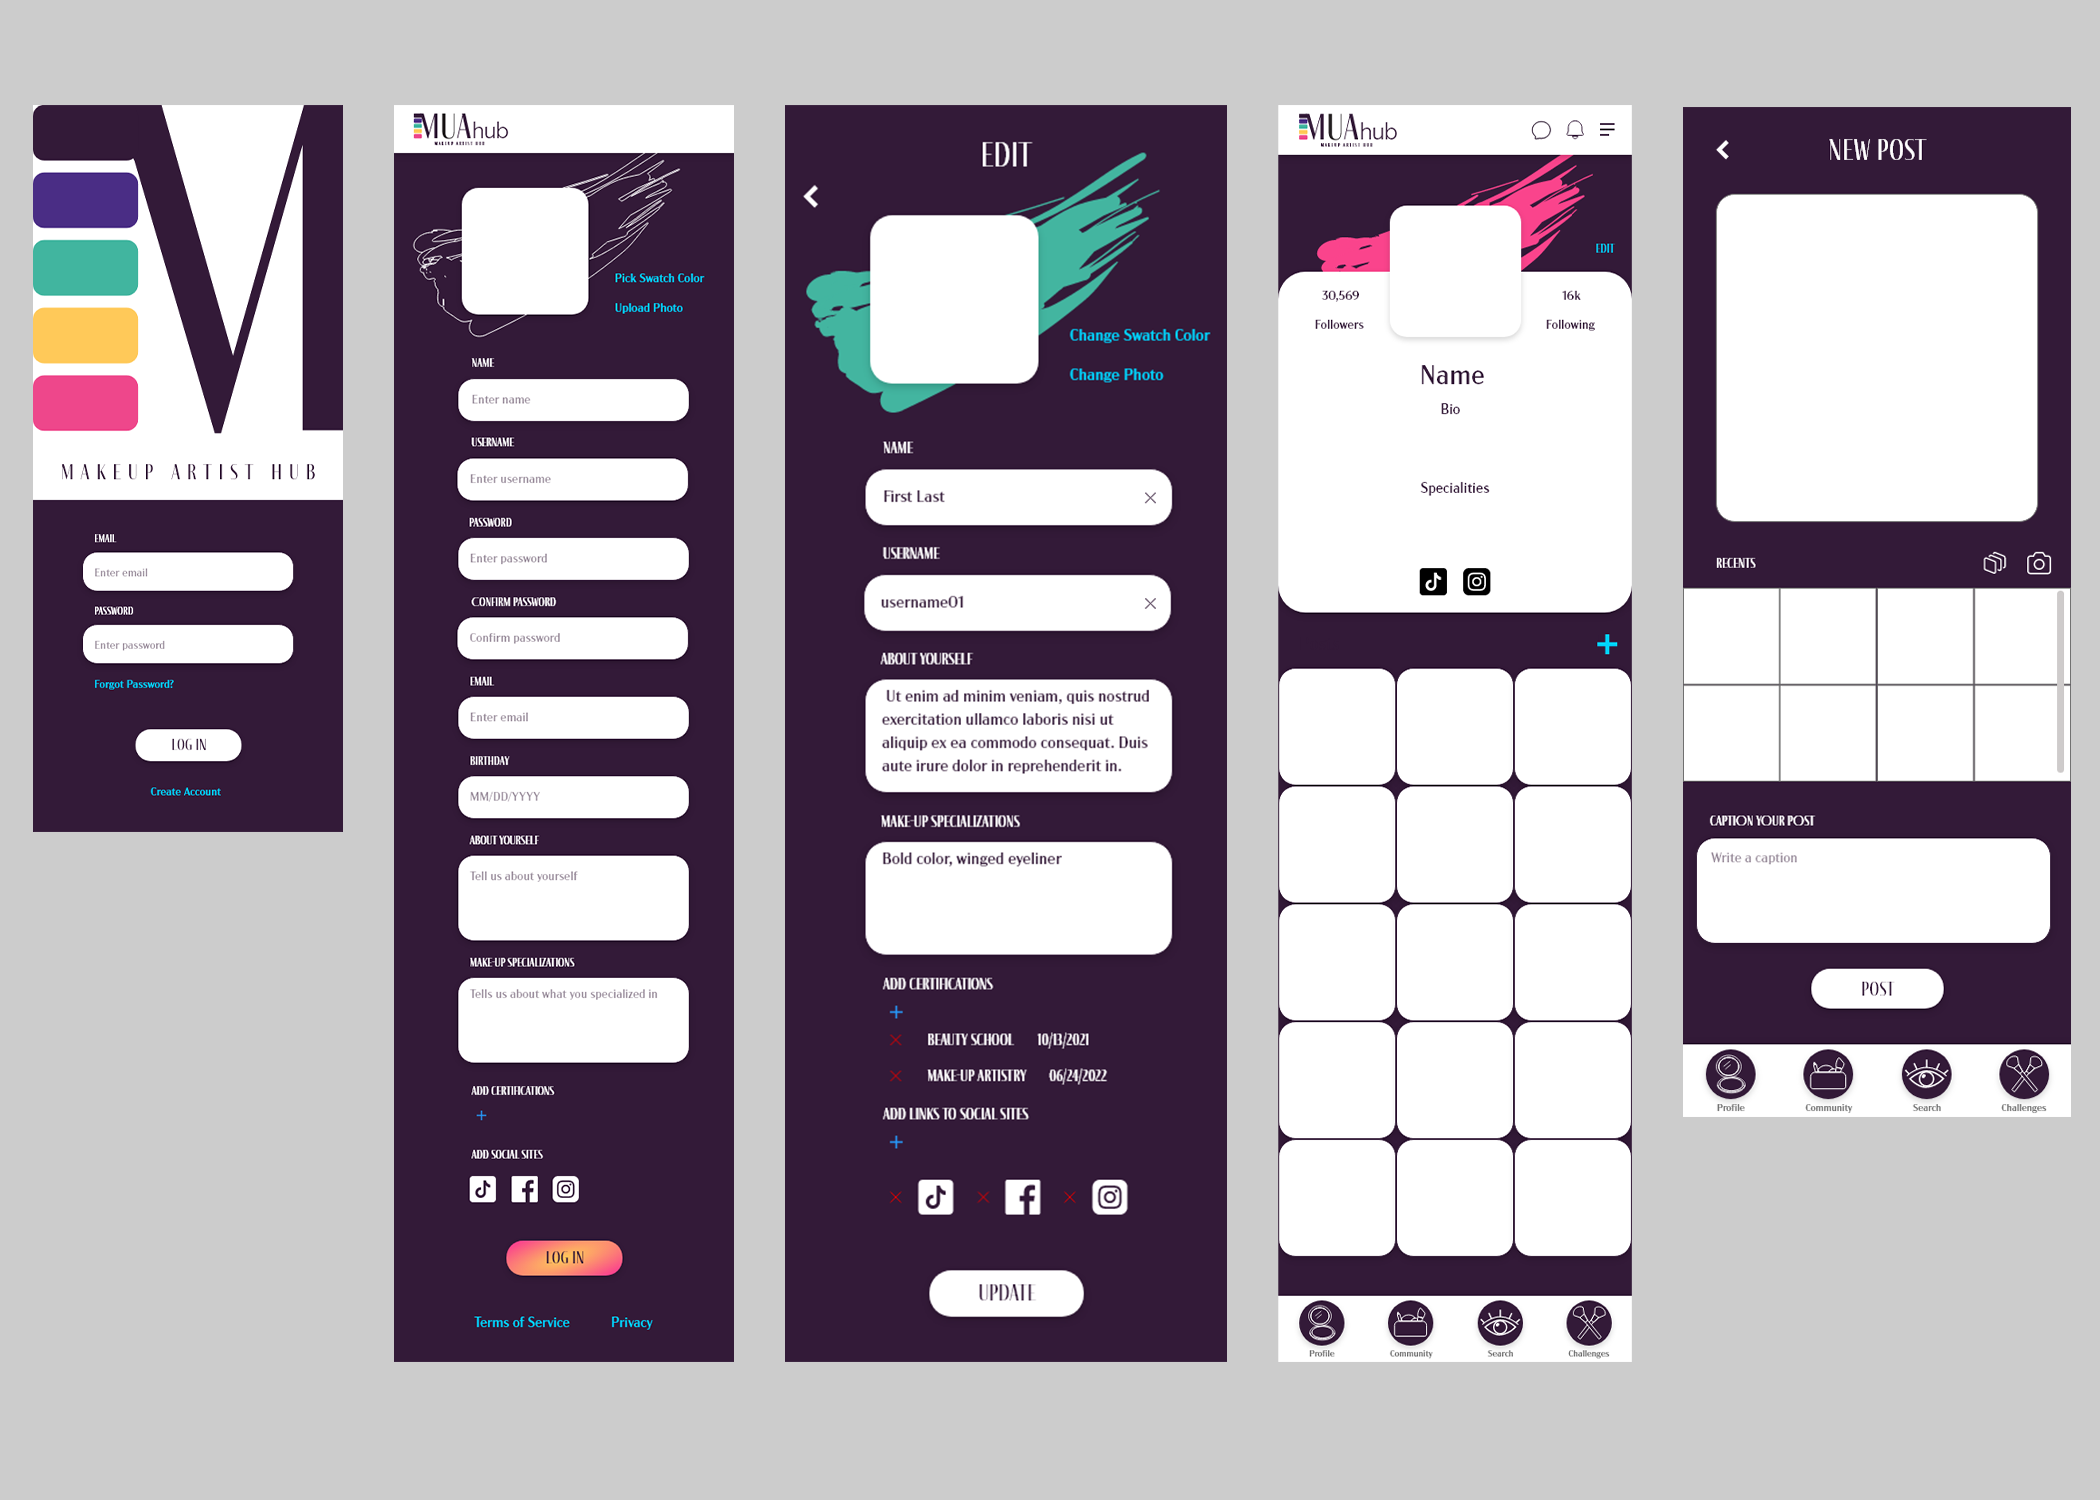 MAKEUP ARTIST HUB
EMAIL
Enter email
PASSWORD
Enter password
Forgot Password?
LOG IN
Create Account
MUAhub
MAKEUP ARTIST HUB
Pick Swatch Color
Upload Photo
NAME
Enter name
USERNAME
Enter username
PASSWORD
Enter password
CONFIRM PASSWORD
Confirm password
EMAIL
Enter email
BIRTHDAY
MM/DD/YYYY
ABOUT YOURSELF
Tell us about yourself
MAKE-UP SPECIALIZATIONS
Tells us about what you specialized in
ADD CERTIFICATIONS
ADD SOCIAL SITES
LOG IN
Terms of Service Privacy
EDIT
Change Swatch Color
Change Photo
NAME
First Last
USERNAME
username01
ABOUT YOURSELF
Ut enim ad minim veniam, quis nostrud
exercitation ullamco laboris nisi ut
aliquip ex ea commodo consequat. Duis
aute irure dolor in reprehenderit in.
MAKE-UP SPECIALIZATIONS
Bold color, winged eyeliner
ADD CERTIFICATIONS
BEAUTY SCHOOL 10/13/2021
MAKE-UP ARTISTRY 06/24/2022
ADD LINKS TO SOCIAL SITES
UPDATE
MUAhub
MAKEUP ARTIST HUB
EDIT
30,569 16k
Followers Following
Name
Bio
Specialities
Profile Community Search Challenges
NEW POST
RECENTS
CAPTION YOUR POST
Write a caption
POST
Profile Community Search Challenges